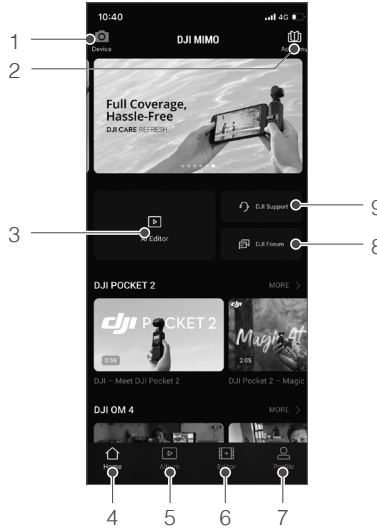 10:40
4G
1
Device
DJI MIMO
2
Full Coverage,
Hassle-Free
DJI CARE REFRESH
DJI Support
9
3
AI Editor
DJI Forum
8
DJI POCKET 2
MORE
dji POCKET 2
0:59
2:05
DJI – Meet DJI Pocket 2
DJI Pocket 2 – Magic
DJI OM 4
MORE
Home
Album
Editor
Profile
4
5
6
7